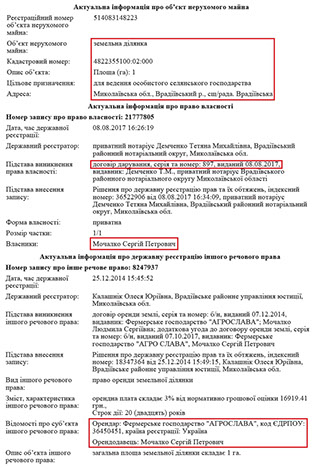 Актуальна інформація про об'єкт нерухомого майна
Реєстраційний номер 514083148223
об'єкта нерухомого
майна:
Об'єкт нерухомого земельна ділянка
майна:
Кадастровий номер: 4822355100:02:000
Опис об'єкта: Площа (га): 1
Цільове призначення: для ведення особистого селянського господарства
Адреса: Миколаївська обл., Врадіївський р., сщ/рада. Врадіївська
Актуальна інформація про право власності
Номер запису про право власності: 21777805
Дата, час державної 08.08.2017 16:26:19
реєстрації:
Державний реєстратор: приватний нотаріус Демченко Тетяна Михайлівна, Врадіївський
районний нотаріальний округ, Миколаївська обл.
Підстава виникнення договір дарування, серія та номер: 897, виданий 08.08.2017,
права власності: видавник: Демченко Т.М., приватний нотаріус Врадіївського
районного нотаріального округу Миколаївської області
Підстава внесення Рішення про державну реєстрацію прав та їх обтяжень, індексний
запису: номер: 36522906 від 08.08.2017 16:34:09, приватний нотаріус
Демченко Тетяна Михайлівна, Врадіївський районний нотаріальний
округ, Миколаївська обл.
Форма власності: приватна
Розмір частки: 1/1
Власники: Мочалко Сергій Петрович
Актуальна інформація про державну реєстрацію іншого речового права
Номер запису про інше речове право: 8247937
Дата, час державної 25.12.2014 15:45:52
реєстрації:
Державний реєстратор: Калашнік Олеся Юріївна, Врадіївське районне управління юстиції,
Миколаївська обл.
Підстава виникнення договір оренди землі, серія та номер: б/н, виданий 07.12.2014,
іншого речового права: видавник: Фермерське господарство "АГРОСЛАВА"; Мочалко
Людмила Сергіївна; додаткова угода до договору оренди землі, серія
та номер: б/н, виданий 07.10.2017, видавник: Фермерське
господарство "АГРО СЛАВА", Мочалко Сергій Петрович
Підстава внесення Рішення про державну реєстрацію прав та їх обтяжень, індексний
запису: номер: 18347364 від 25.12.2014 15:49:15, Калашнік Олеся Юріївна,
Врадіївське районне управління юстиції, Миколаївська обл.
Вид іншого речового право оренди земельної ділянки
права:
Зміст, характеристика орендна плата складає 3% від нормативно грошової оцінки 16919.41
іншого речового права: грн.,
Строк дії: 20 (двадцять) років
Відомості про суб'єкта Орендар: Фермерське господарство "АГРОСЛАВА", код ЄДРПОУ:
іншого речового права: 36450451, країна реєстрації: Україна
Орендодавець: Мочалко Сергій Петрович
Опис об'єкта іншого загальна площа земельної ділянки складає 1 га.
речового права: